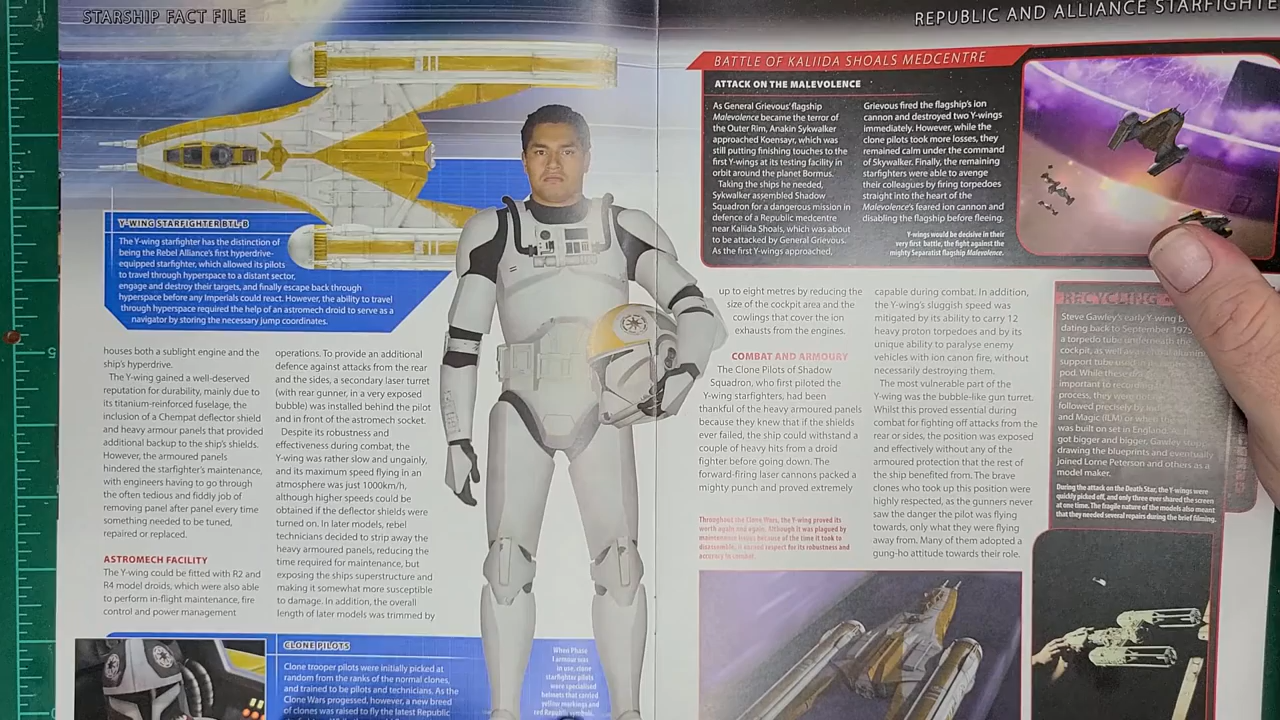 STARSHIP FACT FILE
Y-WING STARFIGHTER BTL-B
The Y-wing starfighter has the distinction of
being the Rebel Alliance's first hyperdrive-
equipped starfighter, which allowed its pilots
to travel through hyperspace to a distant sector,
engage and destroy their targets, and finally escape back through
hyperspace before any Imperials could react. However, the ability to travel
through hyperspace required the help of an astromech droid to serve as a
navigator by storing the necessary jump coordinates.
houses both a sublight engine and the
ship's hyperdrive.
The Y-wing gained a well-deserved
reputation for durability, mainly due to
its titanium-reinforced fuselage, the
inclusion of a Chempat deflector shield
and heavy armour panels that provided
additional backup to the ship's shields.
However, the armoured panels
hindered the starfighter's maintenance,
with engineers having to go through
the often tedious and fiddly job of
removing panel after panel every time
something needed to be tuned,
repaired or replaced.
ASTROMECH FACILITY
The Y-wing could be fitted with R2 and
R4 model droids, which were also able
to perform in-flight maintenance, fire
control and power management
operations. To provide an additional
defence against attacks from the rear
and the sides, a secondary laser turret
(with rear gunner, in a very exposed
bubble) was installed behind the pilot
and in front of the astromech socket.
Despite its robustness and
effectiveness during combat, the
Y-wing was rather slow and ungainly,
and its maximum speed flying in an
atmosphere was just 1000km/h,
although higher speeds could be
obtained if the deflector shields were
turned on. In later models, rebel
technicians decided to strip away the
heavy armoured panels, reducing the
time required for maintenance, but
exposing the ships superstructure and
making it somewhat more susceptible
to damage. In addition, the overall
length of later models was trimmed by
CLONE PILOTS
Clone trooper pilots were initially picked at
random from the ranks of the normal clones,
and trained to be pilots and technicians. As the
Clone Wars progessed, however, a new breed
of clones was raised to fly the latest Republic
When Phase
I armour was
in use, clone
starfighter pilots
wore specialised
helmets that carried
yellow markings and
red Republic symbols.
REPUBLIC AND ALLIANCE STARFIGHTE
BATTLE OF KALIIDA SHOALS MEDCENTRE
ATTACK ON THE MALEVOLENCE
As General Grievous' flagship
Malevolence became the terror of
the Outer Rim, Anakin Sykwalker
approached Koensayr, which was
still putting finishing touches to the
first Y-wings at its testing facility in
orbit around the planet Bormus.
Taking the ships he needed,
Sykwalker assembled Shadow
Squadron for a dangerous mission in
defence of a Republic medcentre
near Kaliida Shoals, which was about
to be attacked by General Grievous.
As the first Y-wings approached,
Grievous fired the flagship's ion
cannon and destroyed two Y-wings
immediately. However, while the
clone pilots took more losses, they
remained calm under the command
of Skywalker. Finally, the remaining
starfighters were able to avenge
their colleagues by firing torpedoes
straight into the heart of the
Malevolence's feared ion cannon and
disabling the flagship before fleeing.
Y-wings would be decisive in their
very first battle, the fight against the
mighty Separatist flagship Malevolence.
up to eight metres by reducing the
size of the cockpit area and the
cowlings that cover the ion
exhausts from the engines.
COMBAT AND ARMOURY
The Clone Pilots of Shadow
Squadron, who first piloted the
Y-wing starfighters, had been
thankful of the heavy armoured panels
because they knew that if the shields
ever failed, the ship could withstand a
couple of heavy hits from a droid
fighter before going down. The
forward-firing laser cannons packed a
mighty punch and proved extremely
Throughout the Clone Wars, the Y-wing proved its
worth again and again. Although it was plagued by
maintenance issues because of the time it took to
disassemble, it earned respect for its robustness and
accuracy in combat.
capable during combat. In addition,
the Y-wing's sluggish speed was
mitigated by its ability to carry 12
heavy proton torpedoes and by its
unique ability to paralyse enemy
vehicles with ion canon fire, without
necessarily destroying them.
The most vulnerable part of the
Y-wing was the bubble-like gun turret.
Whilst this proved essential during
combat for fighting off attacks from the
rear or sides, the position was exposed
and effectively without any of the
armoured protection that the rest of
the ship benefited from. The brave
clones who took up this position were
highly respected, as the gunners never
saw the danger the pilot was flying
towards, only what they were flying
away from. Many of them adopted a
gung-ho attitude towards their role.
RECYCLING
Steve Gawley's early Y-wing
dating back to September 1975
a torpedo tube underneath the
cockpit, as well as
support tube
pod. While these
important to
process, they were
followed precisely by
and Magic (ILM) or when
was built on set in England. As
got bigger and bigger, Gawley
drawing the blueprints and eventually
joined Lorne Peterson and others as a
model maker.
During the attack on the Death Star, the Y-wings were
quickly picked off, and only three ever shared the screen
at one time. The fragile nature of the models also meant
that they needed several repairs during the brief filming.